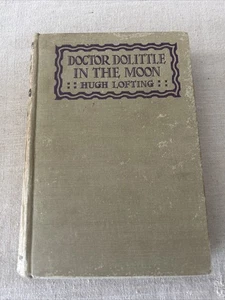 DOCTOR DOLITTLE
IN THE MOON
:: HUGH LOFTING ::